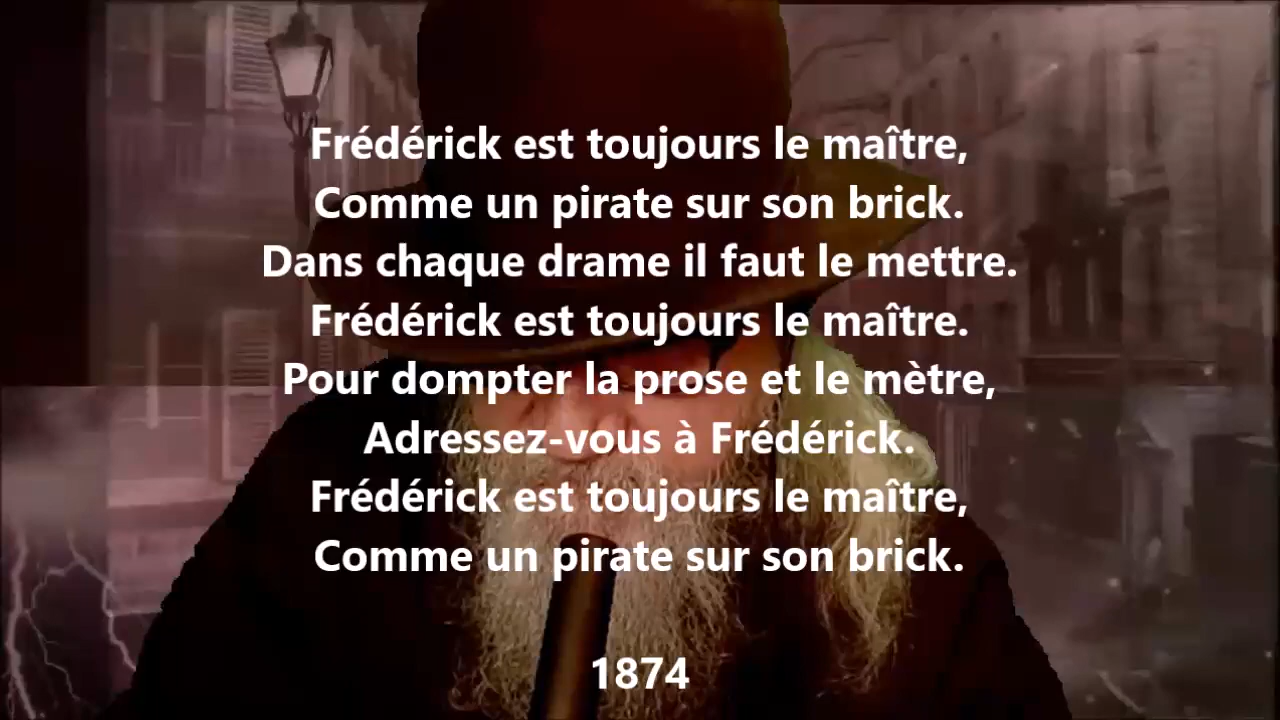 Frédérick est toujours le maître,
Comme un pirate sur son brick.
Dans chaque drame il faut le mettre.
Frédérick est toujours le maître.
Pour dompter la prose et le mètre,
Adressez-vous à Frédérick.
Frédérick est toujours le maître,
Comme un pirate sur son brick.
1874